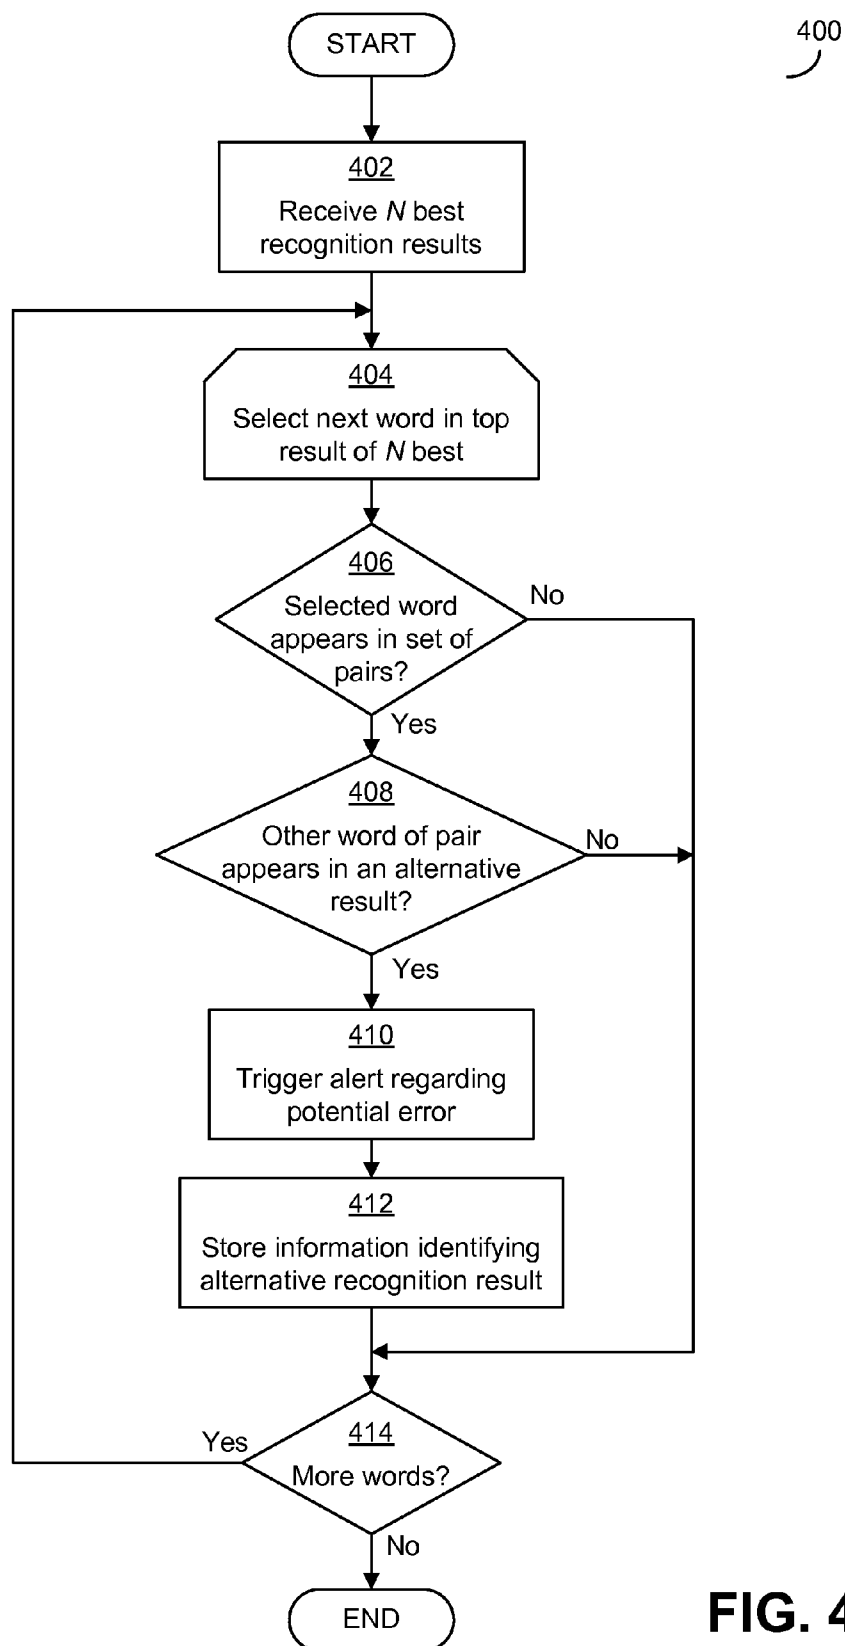 START
400
402
Receive N best
recognition results
404
Select next word in top
result of N best
406
Selected word
appears in set of
pairs?
No
Yes
408
Other word of pair
appears in an alternative
result?
No
Yes
410
Trigger alert regarding
potential error
412
Store information identifying
alternative recognition result
414
More words?
Yes
No
END
FIG. 4